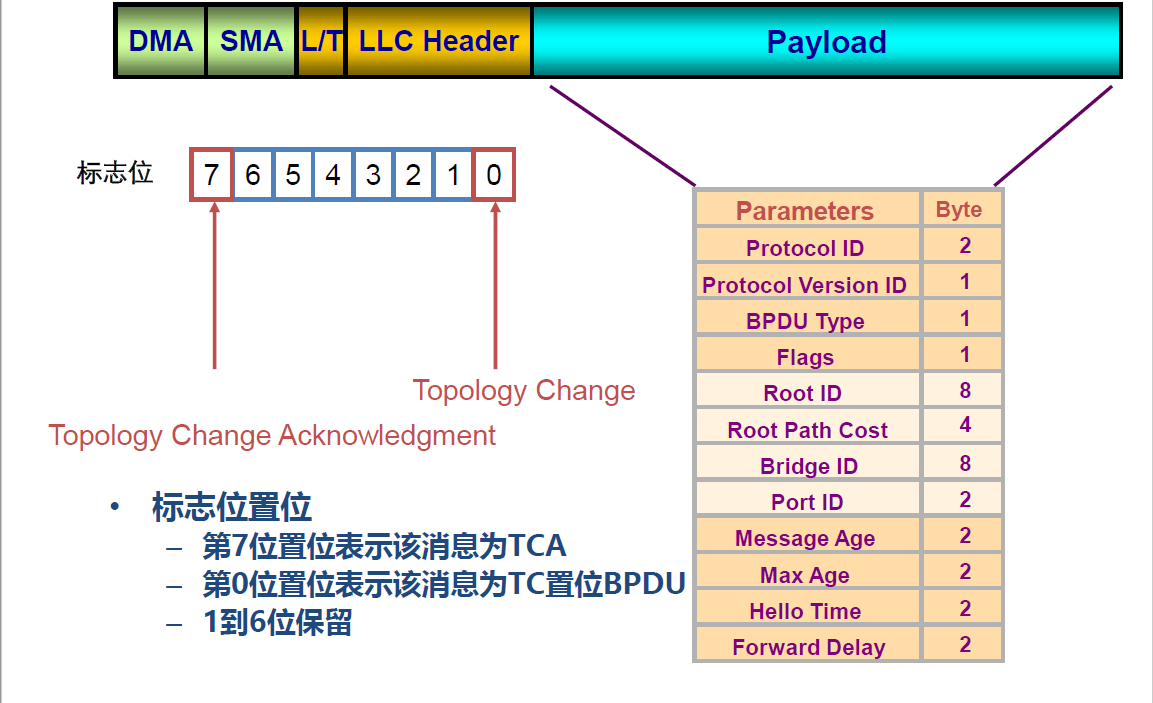 DMA SMA L/T LLC Header Payload
标志位 7 6 5 4 3 2 1 0
Topology Change
Topology Change Acknowledgment
• 标志位置位
– 第7位置位表示该消息为TCA
– 第0位置位表示该消息为TC置位BPDU
– 1到6位保留
Parameters Byte
Protocol ID 2
Protocol Version ID 1
BPDU Type 1
Flags 1
Root ID 8
Root Path Cost 4
Bridge ID 8
Port ID 2
Message Age 2
Max Age 2
Hello Time 2
Forward Delay 2